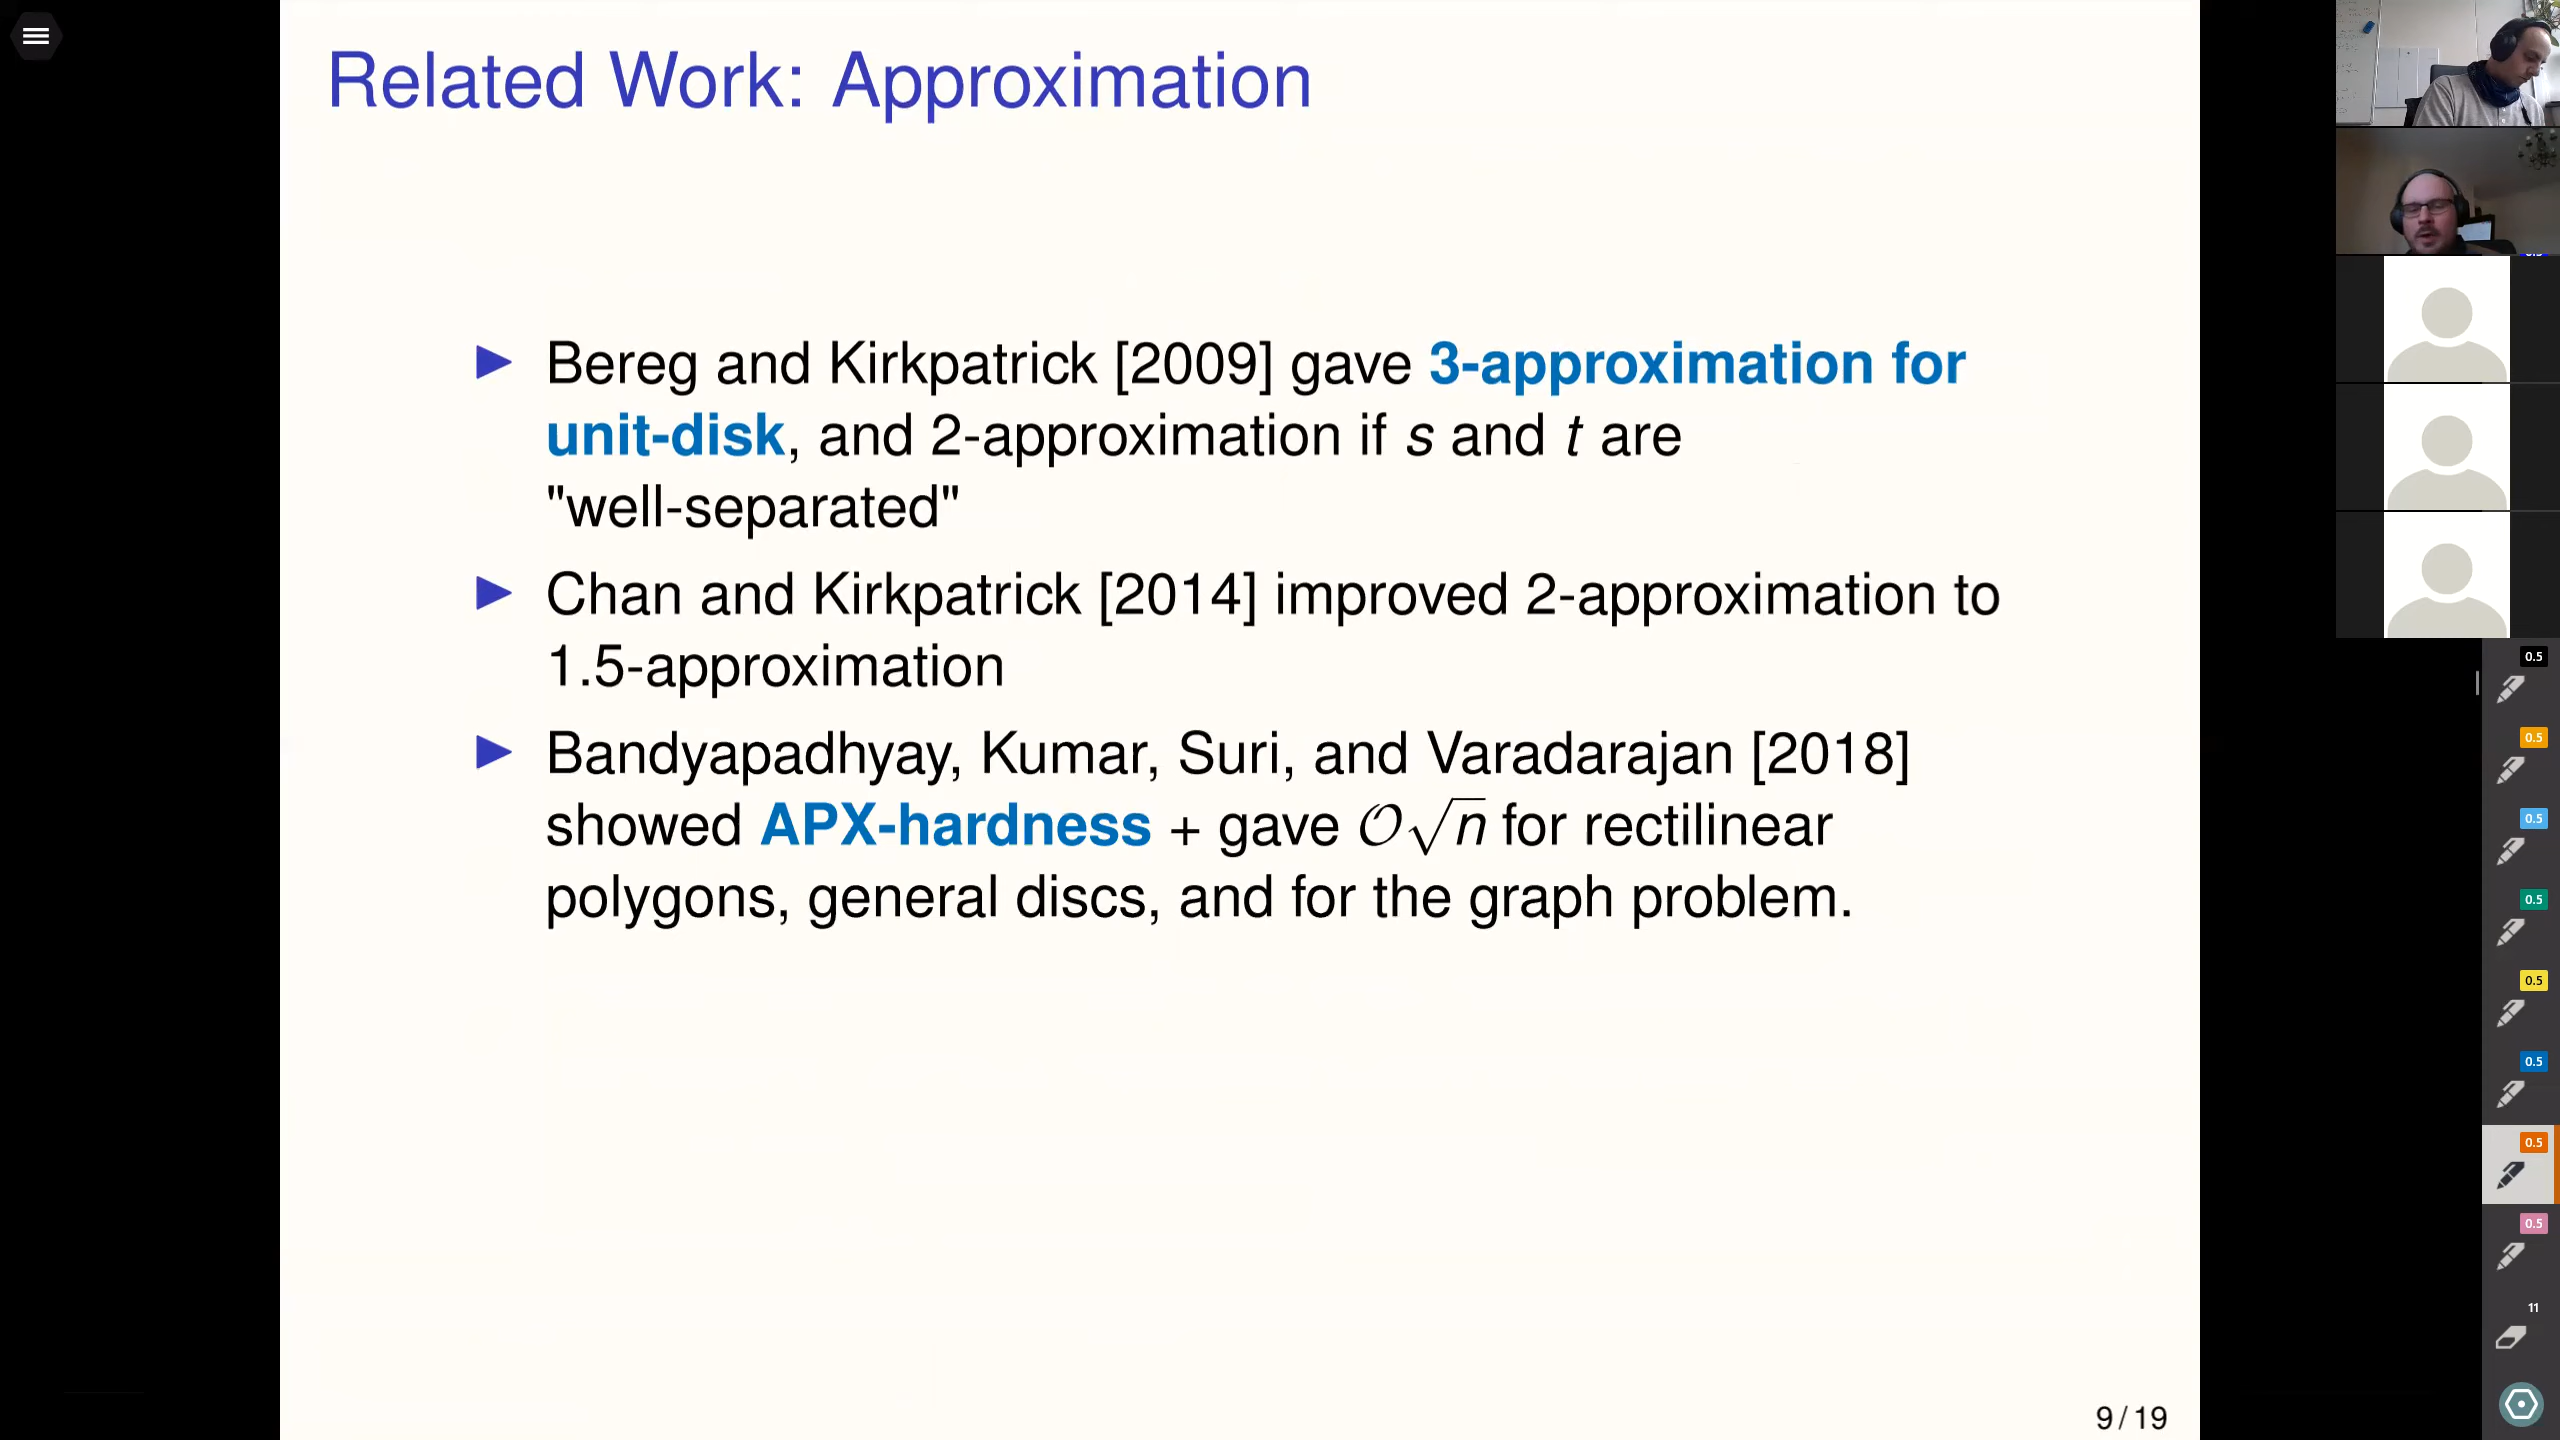 Related Work: Approximation
▶ Bereg and Kirkpatrick [2009] gave 3-approximation for
unit-disk, and 2-approximation if s and t are
"well-separated"
▶ Chan and Kirkpatrick [2014] improved 2-approximation to
1.5-approximation
▶ Bandyapadhyay, Kumar, Suri, and Varadarajan [2018]
showed APX-hardness + gave 𝒪√n for rectilinear
polygons, general discs, and for the graph problem.
9/19
0.5
0.5
0.5
0.5
0.5
0.5
0.5
0.5
11